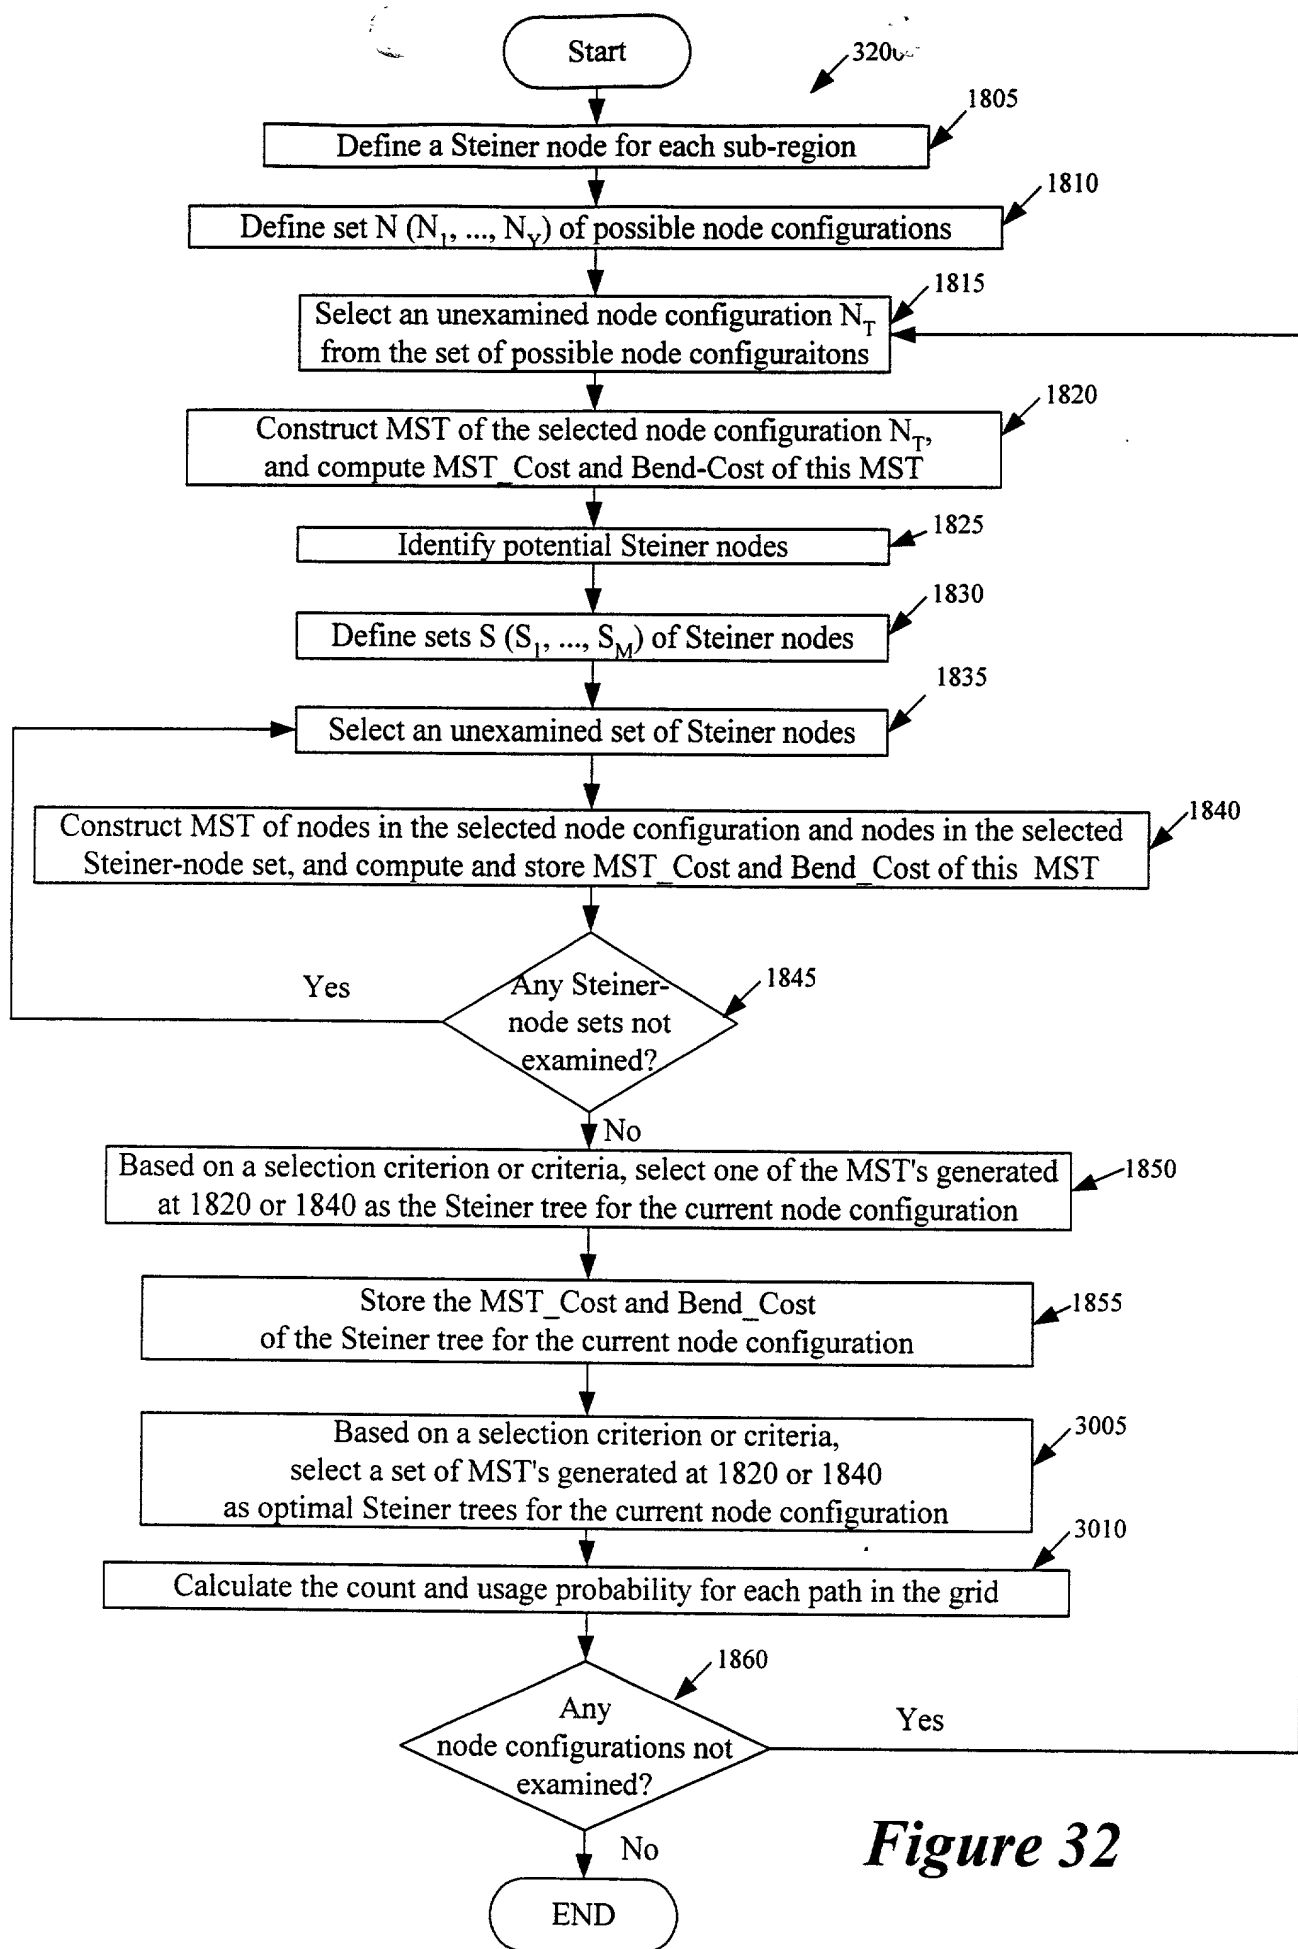 Start
1805
Define a Steiner node for each sub-region
1810
Define set N (N1, ..., NY) of possible node configurations
1815
Select an unexamined node configuration NT
from the set of possible node configuraitons
1820
Construct MST of the selected node configuration NT,
and compute MST_Cost and Bend-Cost of this MST
1825
Identify potential Steiner nodes
1830
Define sets S (S1, ..., SM) of Steiner nodes
1835
Select an unexamined set of Steiner nodes
1840
Construct MST of nodes in the selected node configuration and nodes in the selected
Steiner-node set, and compute and store MST_Cost and Bend_Cost of this MST
1845
Yes
Any Steiner-
node sets not
examined?
No
Based on a selection criterion or criteria, select one of the MST's generated
at 1820 or 1840 as the Steiner tree for the current node configuration
1850
Store the MST_Cost and Bend_Cost
of the Steiner tree for the current node configuration
1855
Based on a selection criterion or criteria,
select a set of MST's generated at 1820 or 1840
as optimal Steiner trees for the current node configuration
3005
3010
Calculate the count and usage probability for each path in the grid
1860
Any
node configurations not
examined?
Yes
No
END
Figure 32